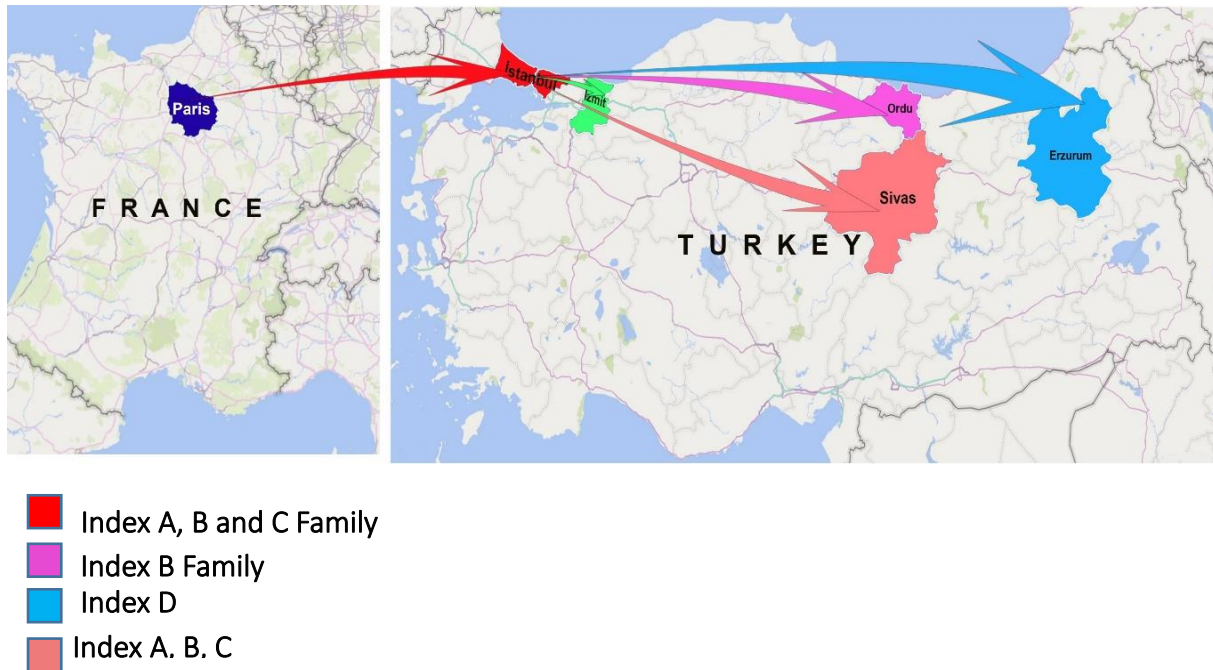 Paris
FRANCE
İstanbul
İzmit
Ordu
Erzurum
Sivas
TURKEY
Index A, B and C Family
Index B Family
Index D
Index A, B, C